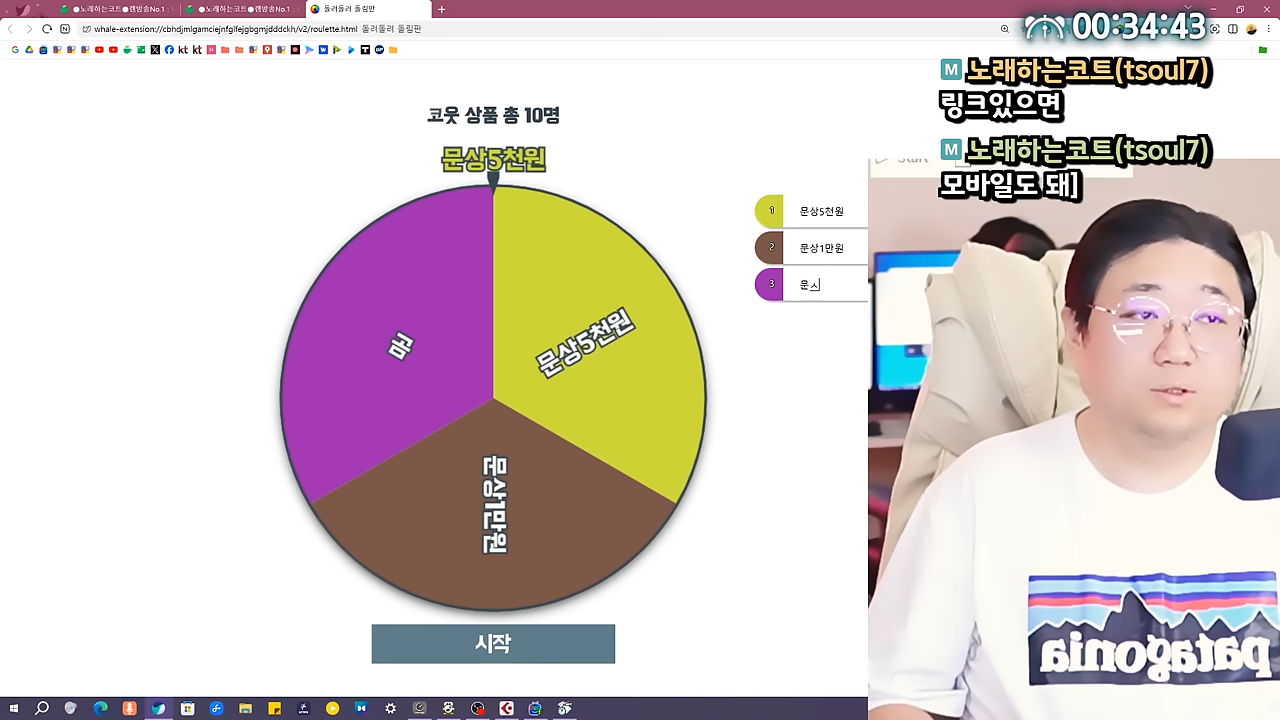 ●노래하는코트●캠방송No.1
●노래하는코트●캠방송No.1
돌려돌려 돌림판
whale-extension://cbhdjmlgamciejnfglfejgbgmjdddckh/v2/roulette.html 돌려돌려 돌림판
00:34:43
노래하는코트(tsoul7)
링크있으면
노래하는코트(tsoul7)
모바일도 돼]
Start
코웃 상품 총 10명
문상5천원
1 문상5천원
2 문상1만원
3 문ㅅ
문상5천원
꼼
문상1만원
시작
patagonia